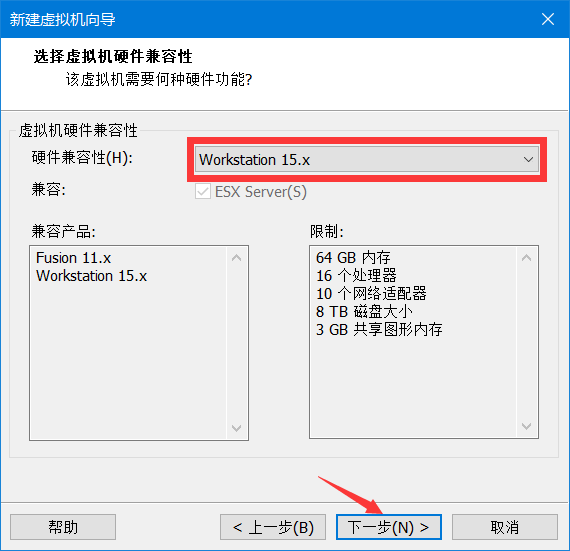 新建虚拟机向导
选择虚拟机硬件兼容性
该虚拟机需要何种硬件功能?
虚拟机硬件兼容性
硬件兼容性(H):
Workstation 15.x
兼容:
ESX Server(S)
兼容产品:
Fusion 11.x
Workstation 15.x
限制:
64 GB 内存
16 个处理器
10 个网络适配器
8 TB 磁盘大小
3 GB 共享图形内存
帮助
< 上一步(B)
下一步(N) >
取消